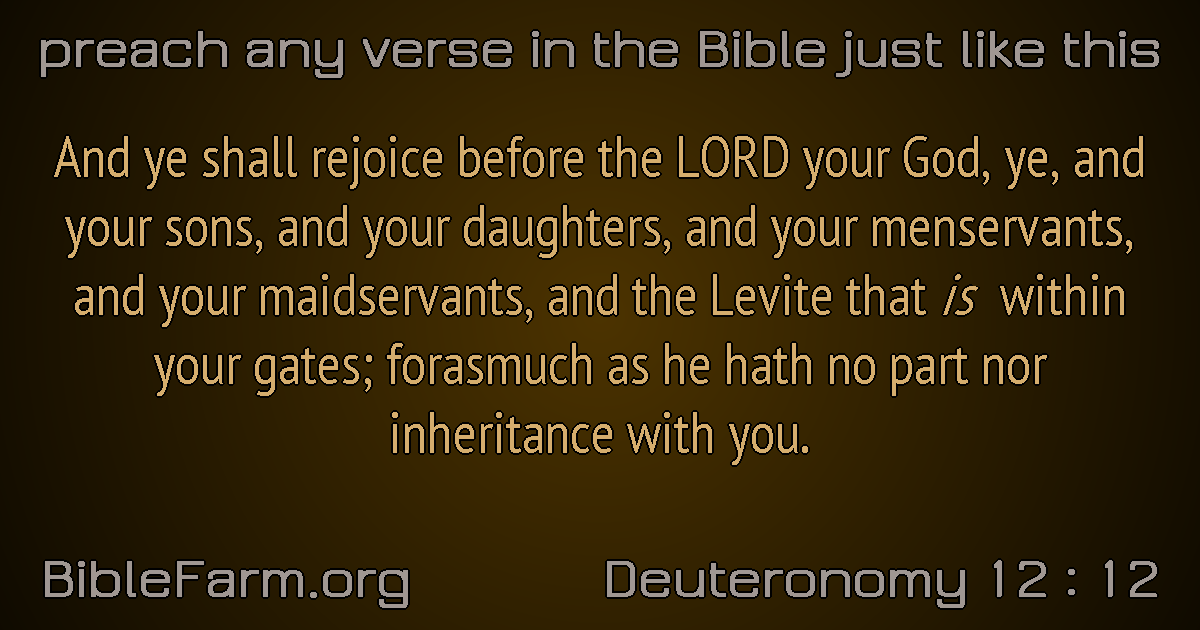 preach any verse in the Bible just like this
And ye shall rejoice before the LORD your God, ye, and
your sons, and your daughters, and your menservants,
and your maidservants, and the Levite that is within
your gates; forasmuch as he hath no part nor
inheritance with you.
BibleFarm.org
Deuteronomy 12 : 12